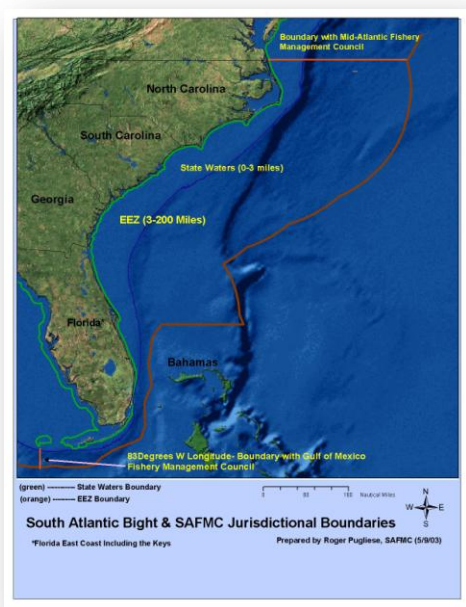 Boundary with Mid-Atlantic Fishery
Management Council
North Carolina
South Carolina
State Waters (0-3 miles)
Georgia
EEZ (3-200 Miles)
Florida*
Bahamas
83Degrees W Longitude- Boundary with Gulf of Mexico
Fishery Management Council
(green) ---------- State Waters Boundary
(orange) --------- EEZ Boundary
0 80 160 Nautical Miles
N
W E
S
South Atlantic Bight & SAFMC Jurisdictional Boundaries
*Florida East Coast Including the Keys
Prepared by Roger Pugliese, SAFMC (5/9/03)